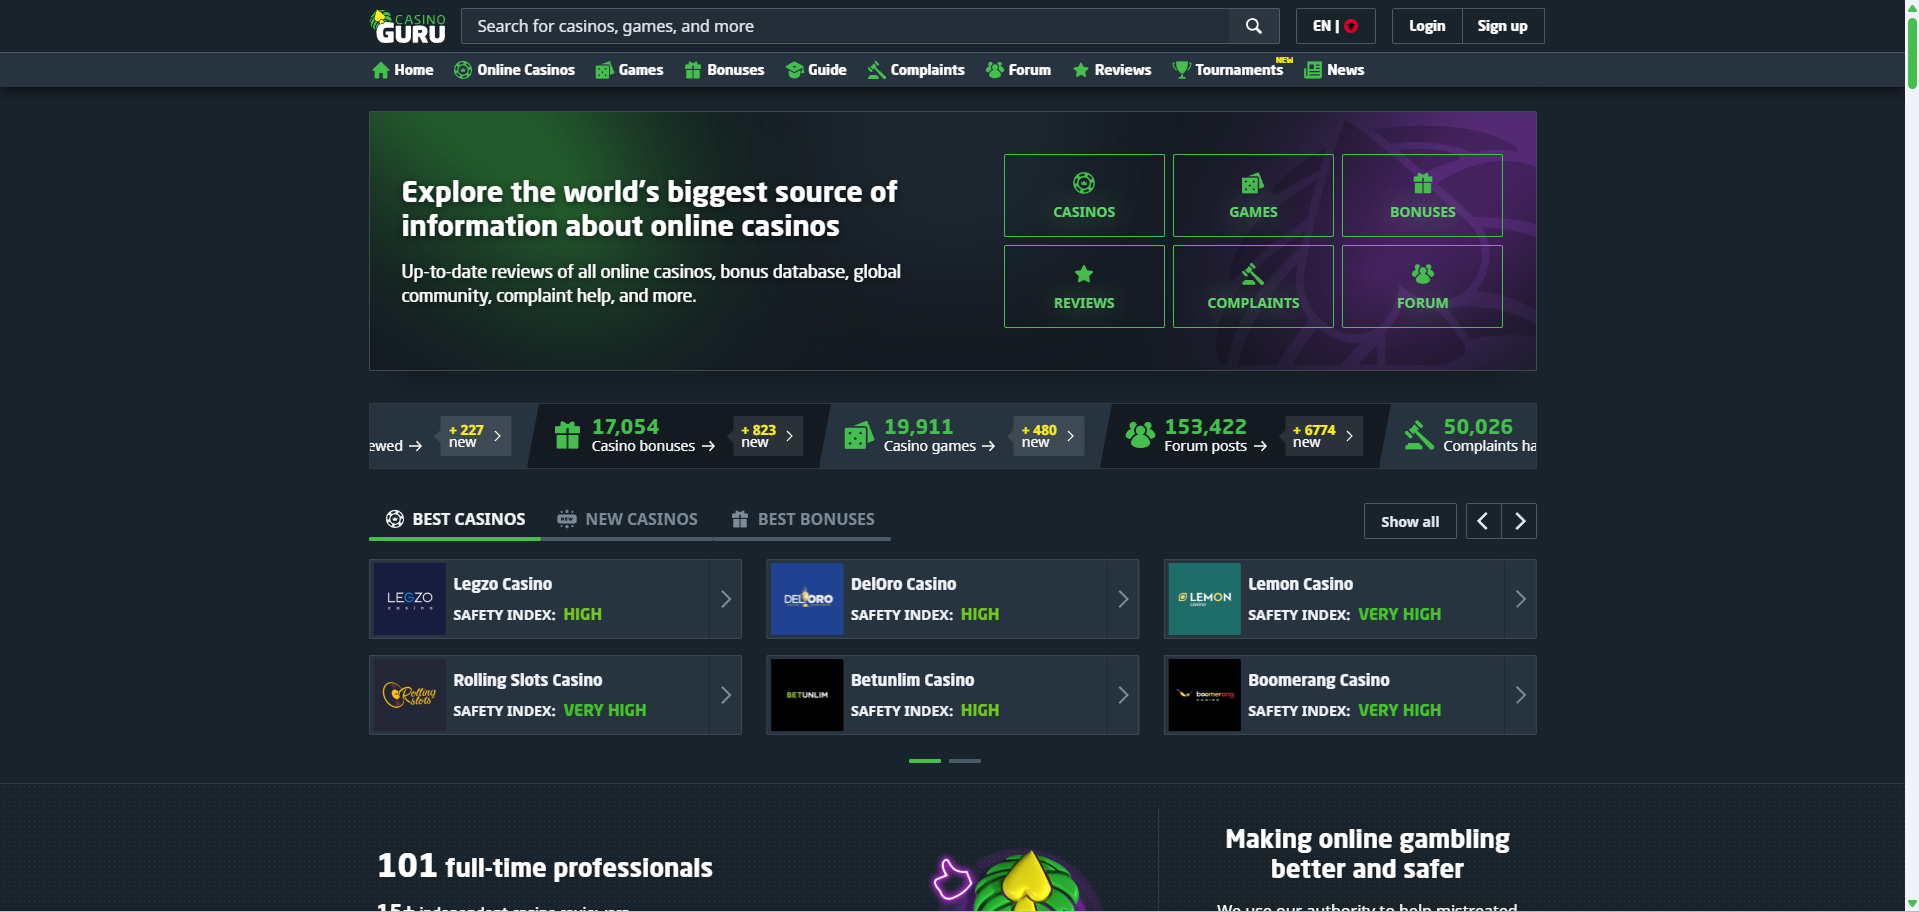 CASINO
GURU
Search for casinos, games, and more
EN |
Login
Sign up
Home
Online Casinos
Games
Bonuses
Guide
Complaints
Forum
Reviews
Tournaments
NEW
News
Explore the world's biggest source of
information about online casinos
Up-to-date reviews of all online casinos, bonus database, global
community, complaint help, and more.
CASINOS
GAMES
BONUSES
REVIEWS
COMPLAINTS
FORUM
ewed →
+ 227
new
17,054
Casino bonuses →
+ 823
new
19,911
Casino games →
+ 480
new
153,422
Forum posts →
+ 6774
new
50,026
Complaints ha
BEST CASINOS
NEW CASINOS
BEST BONUSES
Show all
LEGZO
casino
Legzo Casino
SAFETY INDEX: HIGH
DELORO
DelOro Casino
SAFETY INDEX: HIGH
LEMON
casino
Lemon Casino
SAFETY INDEX: VERY HIGH
Rolling
Slots
Rolling Slots Casino
SAFETY INDEX: VERY HIGH
BETUNLIM
Betunlim Casino
SAFETY INDEX: HIGH
boomerang
casino
Boomerang Casino
SAFETY INDEX: VERY HIGH
101 full-time professionals
15+ independent casino reviewers
Making online gambling
better and safer
We use our authority to help mistreated